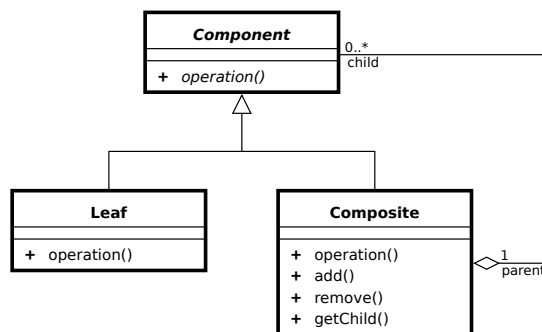 Component
+ operation()
0..*
child
Leaf
+ operation()
Composite
+ operation()
+ add()
+ remove()
+ getChild()
1
parent